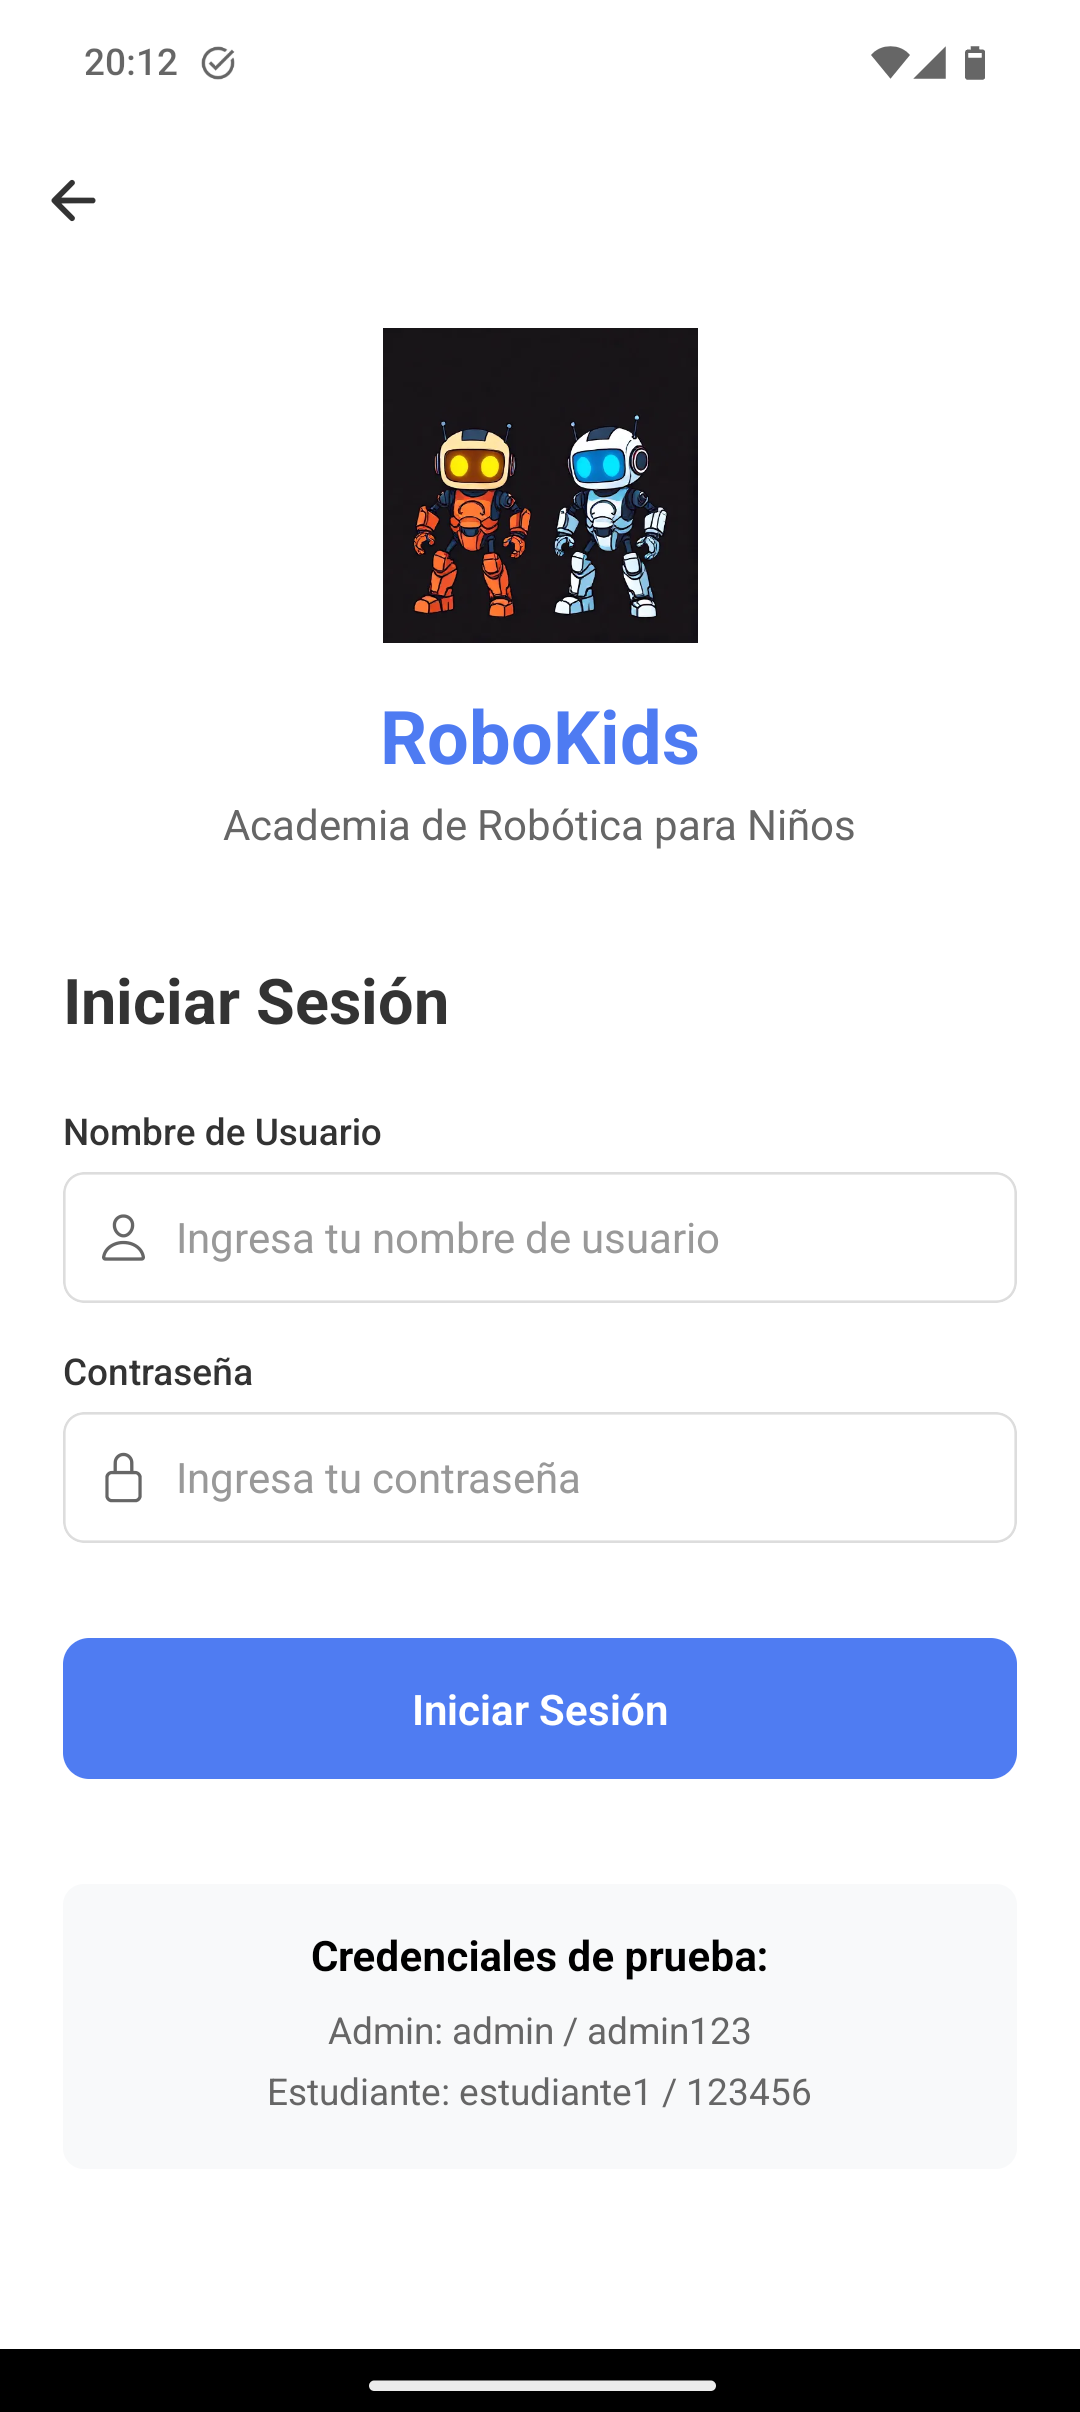 20:12
RoboKids
Academia de Robótica para Niños
Iniciar Sesión
Nombre de Usuario
Ingresa tu nombre de usuario
Contraseña
Ingresa tu contraseña
Iniciar Sesión
Credenciales de prueba:
Admin: admin / admin123
Estudiante: estudiante1 / 123456